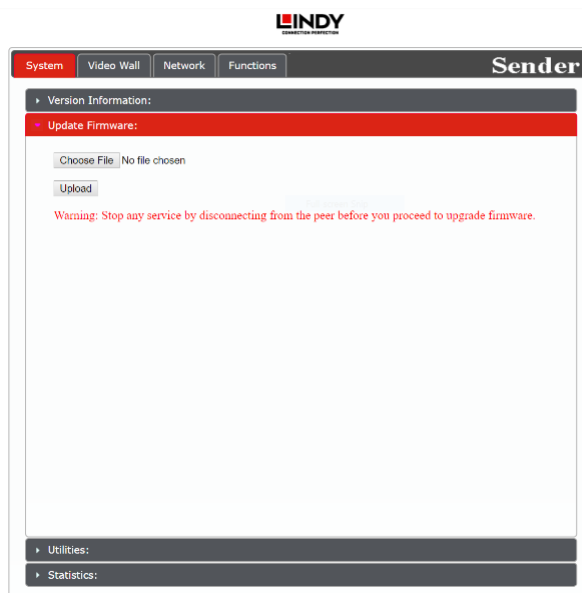 LINDY
CONNECTION PERFECTION
System Video Wall Network Functions Sender
Version Information:
Update Firmware:
Choose File No file chosen
Upload
Warning: Stop any service by disconnecting from the peer before you proceed to upgrade firmware.
Utilities:
Statistics: